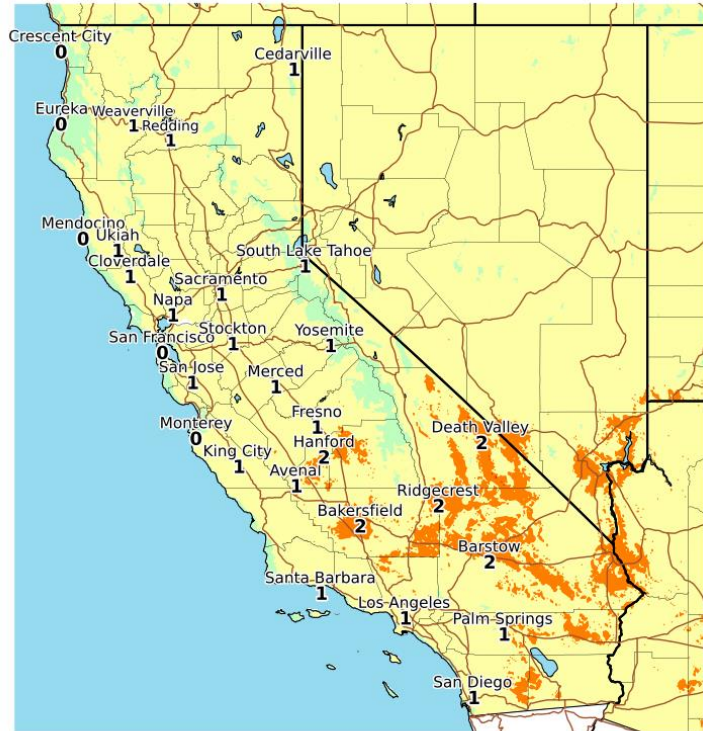 Crescent City
0
Cedarville
1
Eureka
0
Weaverville
1
Redding
1
Mendocino
0
Ukiah
1
Cloverdale
1
South Lake Tahoe
1
Sacramento
1
Napa
1
San Francisco
0
Stockton
1
Yosemite
1
San Jose
1
Merced
1
Monterey
0
Fresno
1
Death Valley
2
King City
1
Hanford
2
Avenal
1
Ridgecrest
2
Bakersfield
2
Barstow
2
Santa Barbara
1
Los Angeles
1
Palm Springs
1
San Diego
1